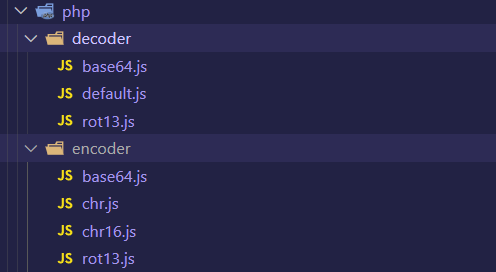 php
decoder
JS base64.js
JS default.js
JS rot13.js
encoder
JS base64.js
JS chr.js
JS chr16.js
JS rot13.js